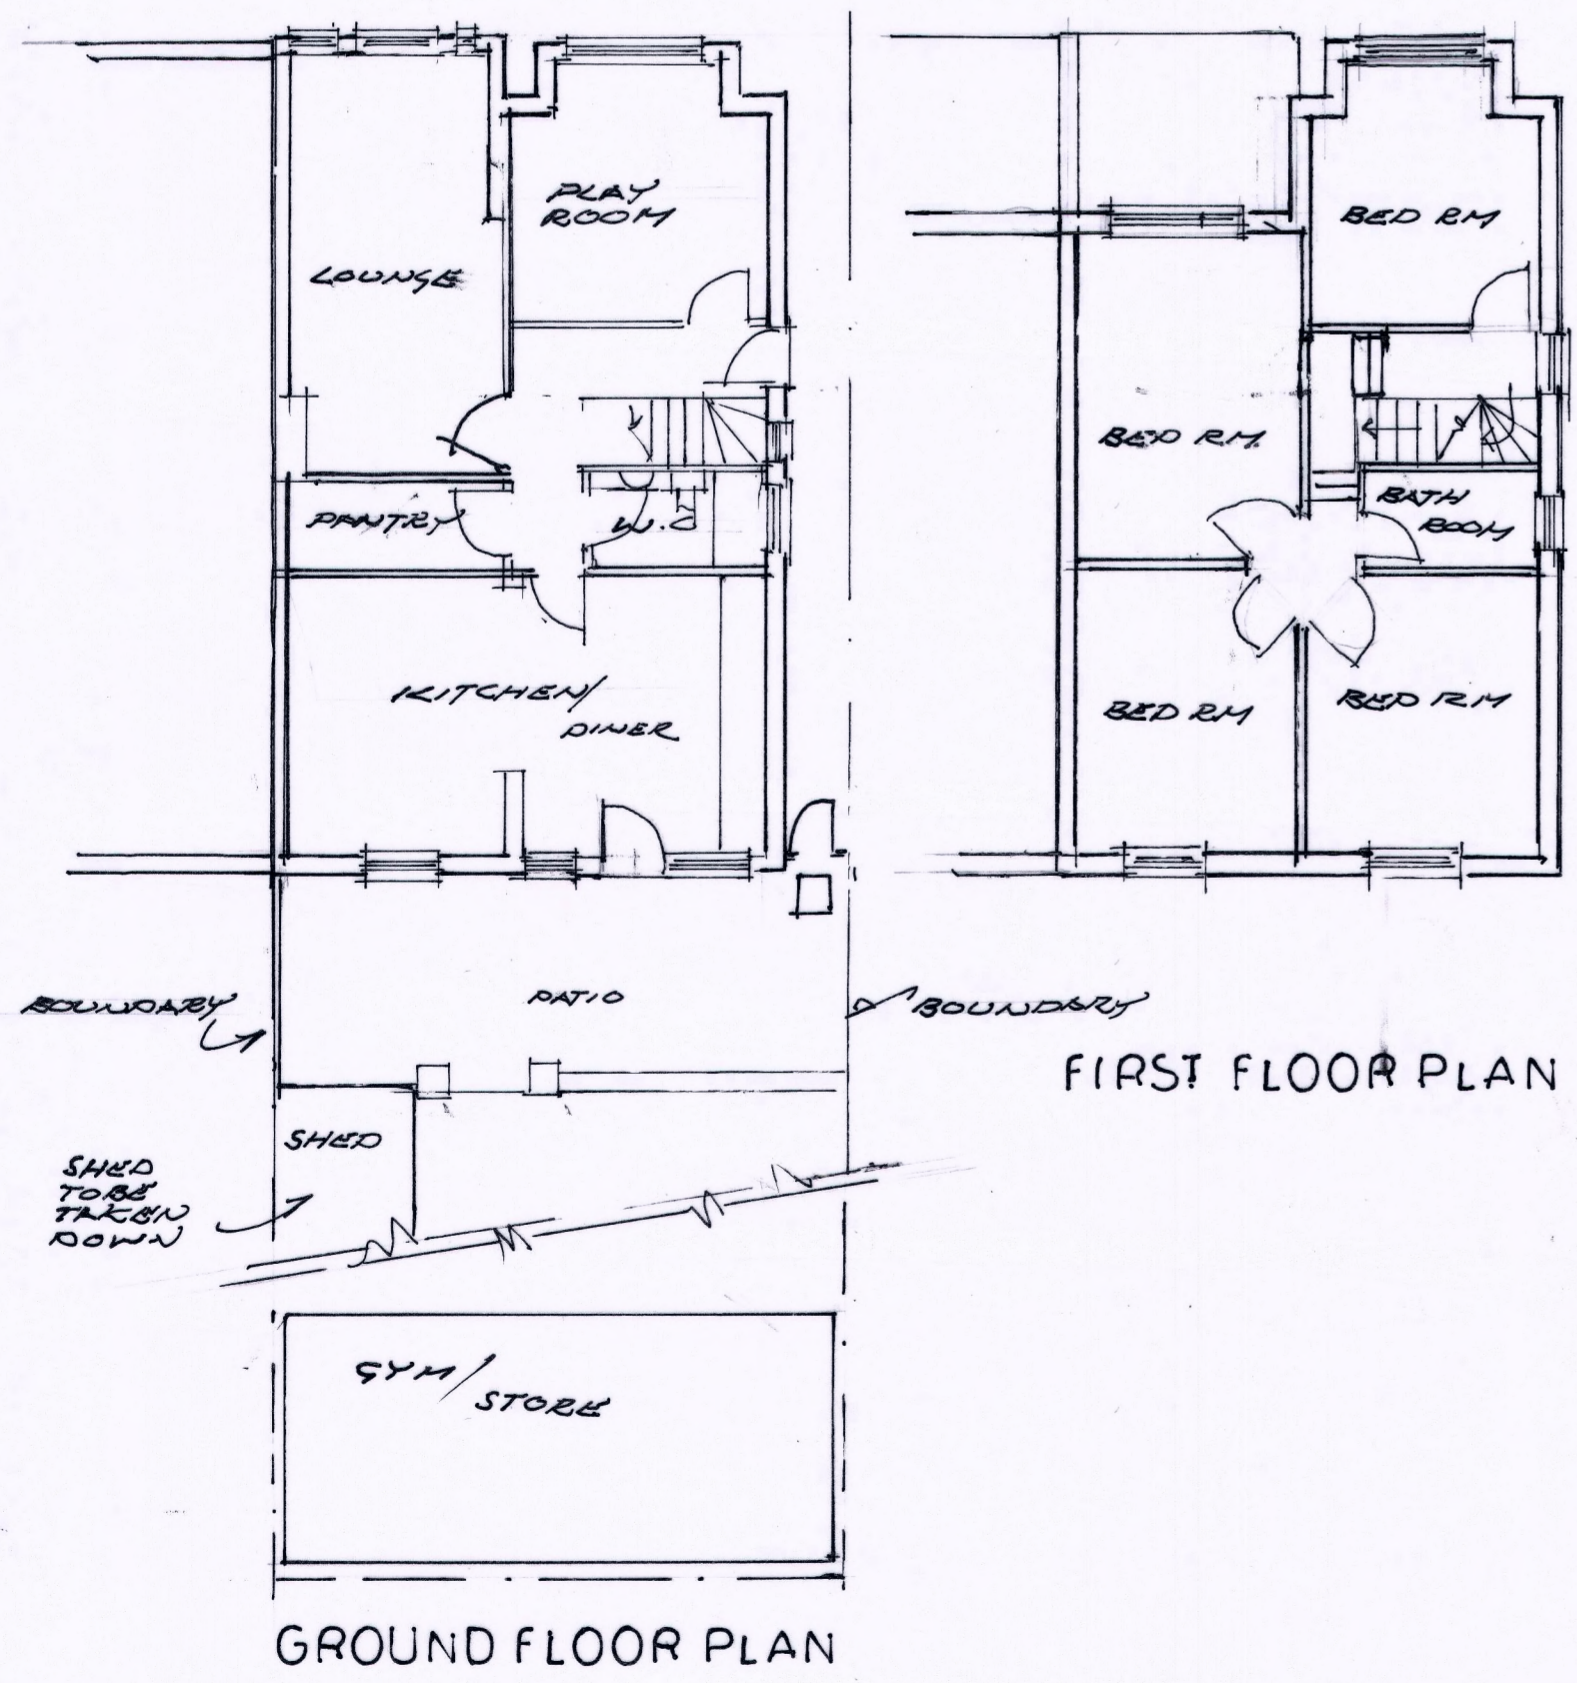 PLAY
ROOM
LOUNGE
PANTRY
W.C
KITCHEN/
DINER
BOUNDARY
PATIO
BOUNDARY
SHED
SHED
TO BE
TAKEN
DOWN
GYM/
STORE
GROUND FLOOR PLAN
BED RM
BED RM
BATH
ROOM
BED RM
BED RM
FIRST FLOOR PLAN